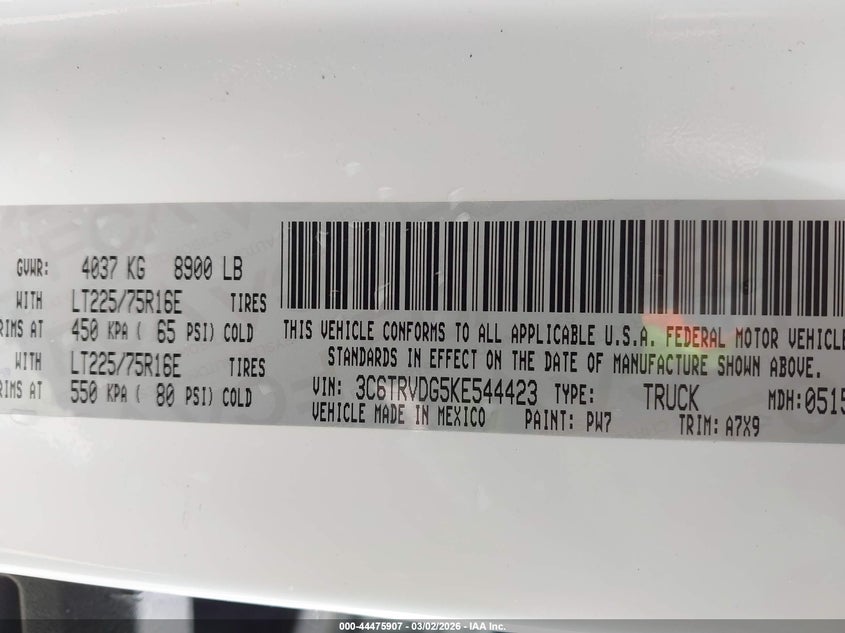 GVWR: 4037 KG 8900 LB
WITH LT225/75R16E TIRES
RIMS AT 450 KPA ( 65 PSI) COLD
WITH LT225/75R16E TIRES
RIMS AT 550 KPA ( 80 PSI) COLD
THIS VEHICLE CONFORMS TO ALL APPLICABLE U.S.A. FEDERAL MOTOR VEHICLE
STANDARDS IN EFFECT ON THE DATE OF MANUFACTURE SHOWN ABOVE.
VIN: 3C6TRVDG5KE544423 TYPE: TRUCK MDH:0515
VEHICLE MADE IN MEXICO PAINT: PW7 TRIM: A7X9
000-44475907 - 03/02/2026 - IAA Inc.